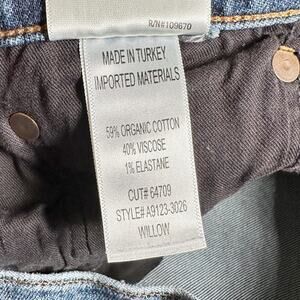 R/N#109670
MADE IN TURKEY
IMPORTED MATERIALS
59% ORGANIC COTTON
40% VISCOSE
1% ELASTANE
CUT# 64709
STYLE# A9123-3026
WILLOW